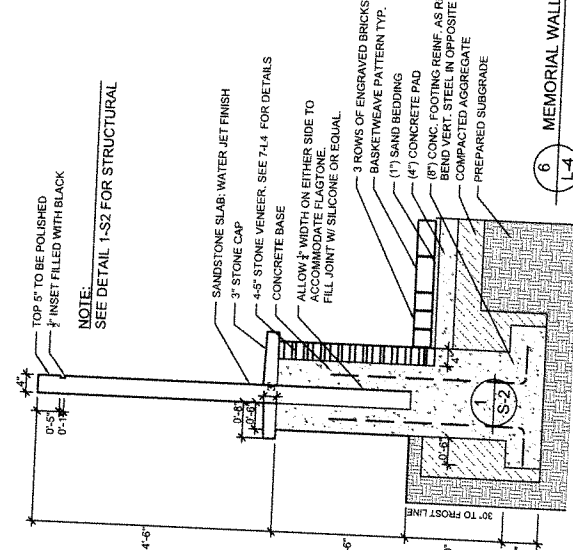 TOP 5" TO BE POLISHED
½" INSET FILLED WITH BLACK
NOTE:
SEE DETAIL 1-S2 FOR STRUCTURAL
SANDSTONE SLAB: WATER JET FINISH
3" STONE CAP
4-6" STONE VENEER. SEE 7-L4 FOR DETAILS
CONCRETE BASE
ALLOW ½" WIDTH ON EITHER SIDE TO
ACCOMMODATE FLAGTONE.
FILL JOINT W/ SILICONE OR EQUAL.
3 ROWS OF ENGRAVED BRICKS
BASKETWEAVE PATTERN TYP.
(1") SAND BEDDING
(4") CONCRETE PAD
(8") CONC. FOOTING REINF. AS R
BEND VERT. STEEL IN OPPOSITE
COMPACTED AGGREGATE
PREPARED SUBGRADE
4"
0'-5"
0'-1"
4'-6"
0'-6"
0'-6"
4"
0'-6"
30" TO FROST LINE
1
S-2
6
L-4
MEMORIAL WALL